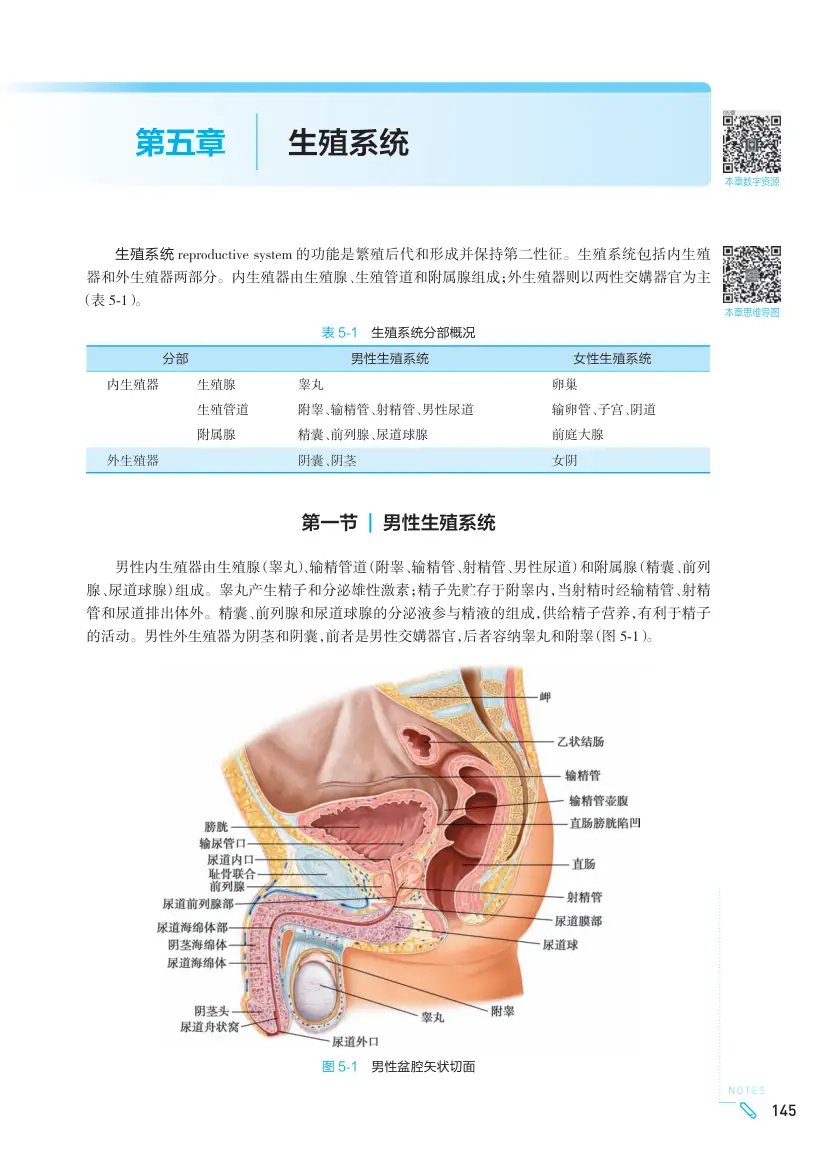 第五章 生殖系统
本章数字资源
生殖系统 reproductive system 的功能是繁殖后代和形成并保持第二性征。生殖系统包括内生殖
器和外生殖器两部分。内生殖器由生殖腺、生殖管道和附属腺组成;外生殖器则以两性交媾器官为主
(表 5-1)。
本章思维导图
表 5-1 生殖系统分部概况
分部 男性生殖系统 女性生殖系统
内生殖器 生殖腺 睾丸 卵巢
生殖管道 附睾、输精管、射精管、男性尿道 输卵管、子宫、阴道
附属腺 精囊、前列腺、尿道球腺 前庭大腺
外生殖器 阴囊、阴茎 女阴
第一节 | 男性生殖系统
男性内生殖器由生殖腺(睾丸)、输精管道(附睾、输精管、射精管、男性尿道)和附属腺(精囊、前列
腺、尿道球腺)组成。睾丸产生精子和分泌雄性激素;精子先贮存于附睾内,当射精时经输精管、射精
管和尿道排出体外。精囊、前列腺和尿道球腺的分泌液参与精液的组成,供给精子营养,有利于精子
的活动。男性外生殖器为阴茎和阴囊,前者是男性交媾器官,后者容纳睾丸和附睾(图 5-1)。
岬
乙状结肠
输精管
输精管壶腹
直肠膀胱陷凹
直肠
射精管
尿道膜部
尿道球
膀胱
输尿管口
尿道内口
耻骨联合
前列腺
尿道前列腺部
尿道海绵体部
阴茎海绵体
尿道海绵体
阴茎头
尿道舟状窝
尿道外口
睾丸
附睾
图 5-1 男性盆腔矢状切面
NOTES
145